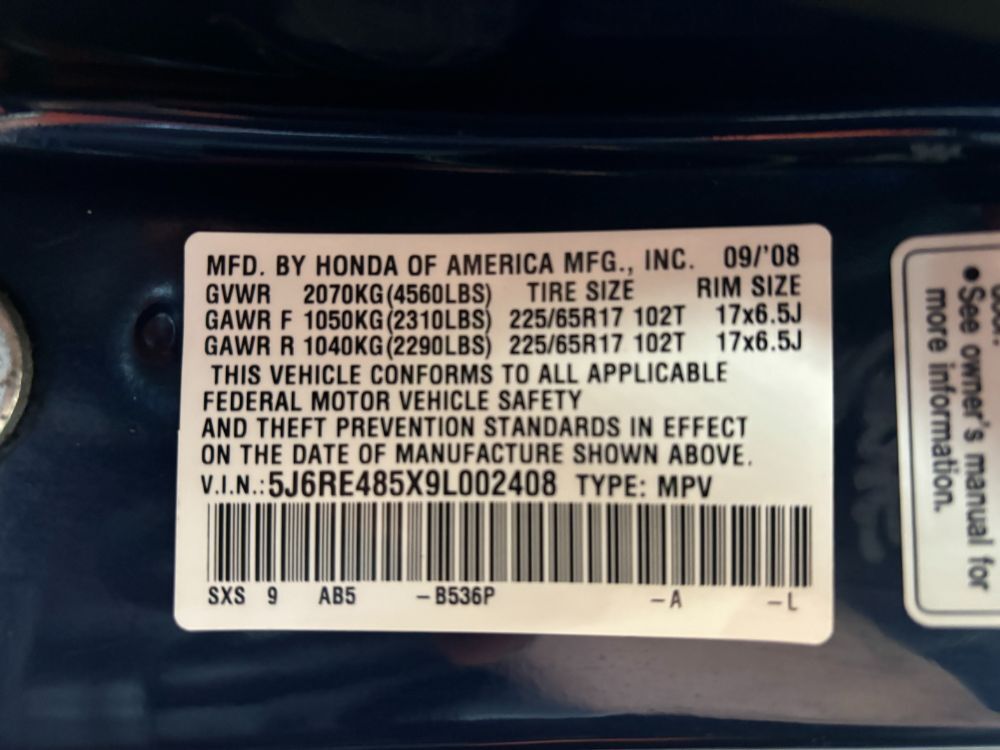 MFD. BY HONDA OF AMERICA MFG., INC. 09/'08
GVWR 2070KG(4560LBS) TIRE SIZE RIM SIZE
GAWR F 1050KG(2310LBS) 225/65R17 102T 17x6.5J
GAWR R 1040KG(2290LBS) 225/65R17 102T 17x6.5J
THIS VEHICLE CONFORMS TO ALL APPLICABLE
FEDERAL MOTOR VEHICLE SAFETY
AND THEFT PREVENTION STANDARDS IN EFFECT
ON THE DATE OF MANUFACTURE SHOWN ABOVE.
V.I.N.:5J6RE485X9L002408 TYPE: MPV
SXS 9 AB5 -B536P -A -L
• See owner's manual for
more information.